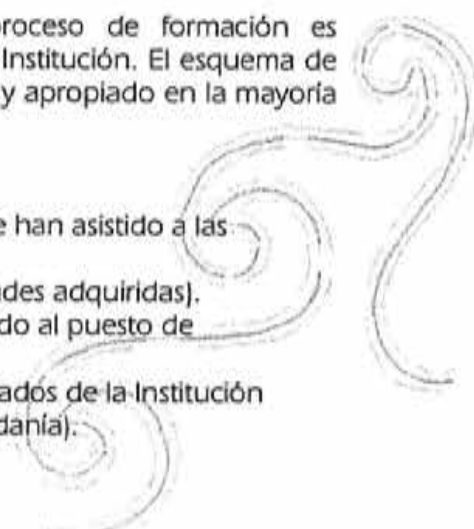 roceso de formación es
Institución. El esquema de
y apropiado en la mayoría
e han asistido a las
des adquiridas).
do al puesto de
ados de la Institución
danía).